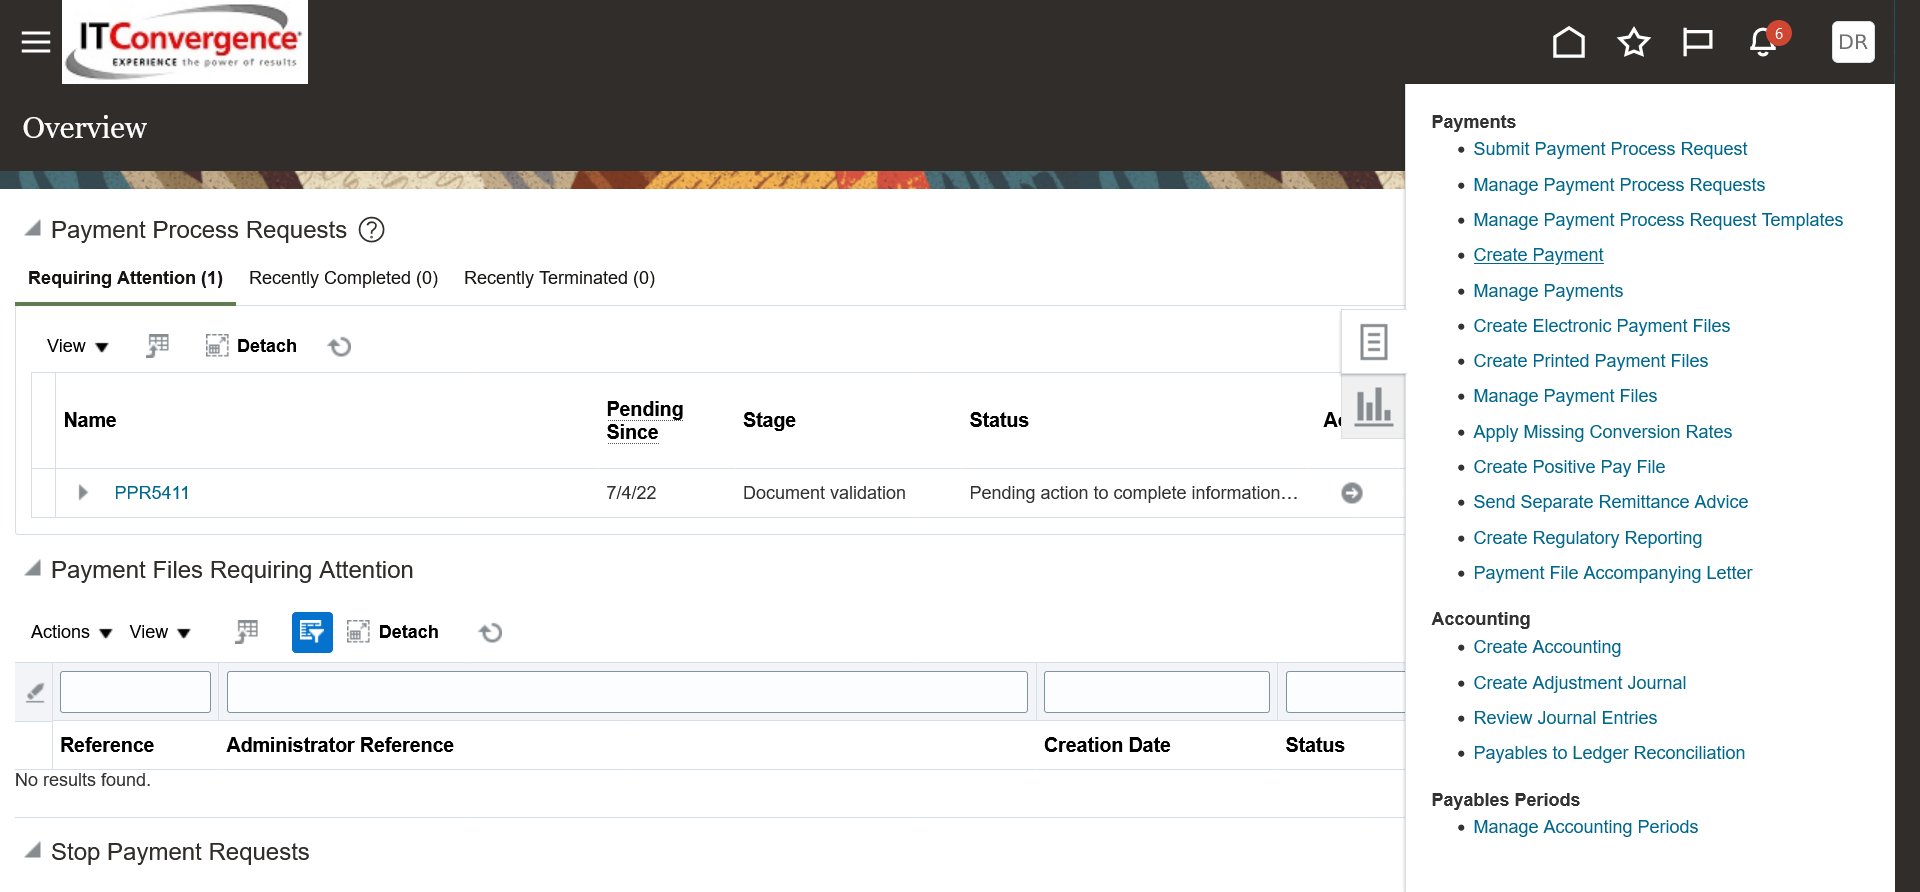 ITConvergence
EXPERIENCE the power of results
6
DR
Overview
Payment Process Requests ?
Requiring Attention (1) Recently Completed (0) Recently Terminated (0)
View Detach
Name Pending Since Stage Status
PPR5411 7/4/22 Document validation Pending action to complete information…
Payment Files Requiring Attention
Actions View Detach
Reference Administrator Reference Creation Date Status
No results found.
Stop Payment Requests
Payments
Submit Payment Process Request
Manage Payment Process Requests
Manage Payment Process Request Templates
Create Payment
Manage Payments
Create Electronic Payment Files
Create Printed Payment Files
Manage Payment Files
Apply Missing Conversion Rates
Create Positive Pay File
Send Separate Remittance Advice
Create Regulatory Reporting
Payment File Accompanying Letter
Accounting
Create Accounting
Create Adjustment Journal
Review Journal Entries
Payables to Ledger Reconciliation
Payables Periods
Manage Accounting Periods